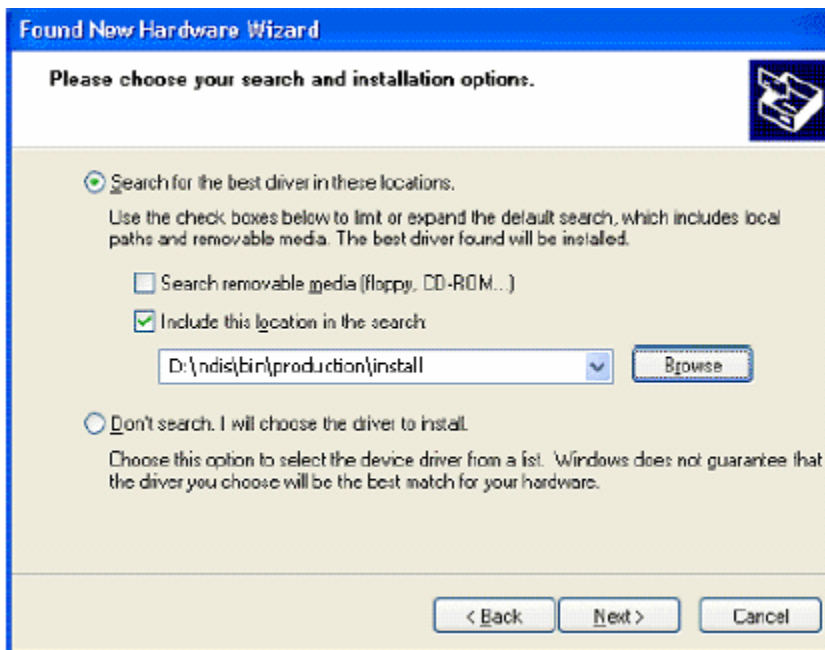 Found New Hardware Wizard
Please choose your search and installation options.
Search for the best driver in these locations.
Use the check boxes below to limit or expand the default search, which includes local
paths and removable media. The best driver found will be installed.
Search removable media (floppy, CD-ROM...)
Include this location in the search:
D:\ndis\bin\production\install
Browse
Don't search. I will choose the driver to install.
Choose this option to select the device driver from a list. Windows does not guarantee that
the driver you choose will be the best match for your hardware.
< Back
Next >
Cancel